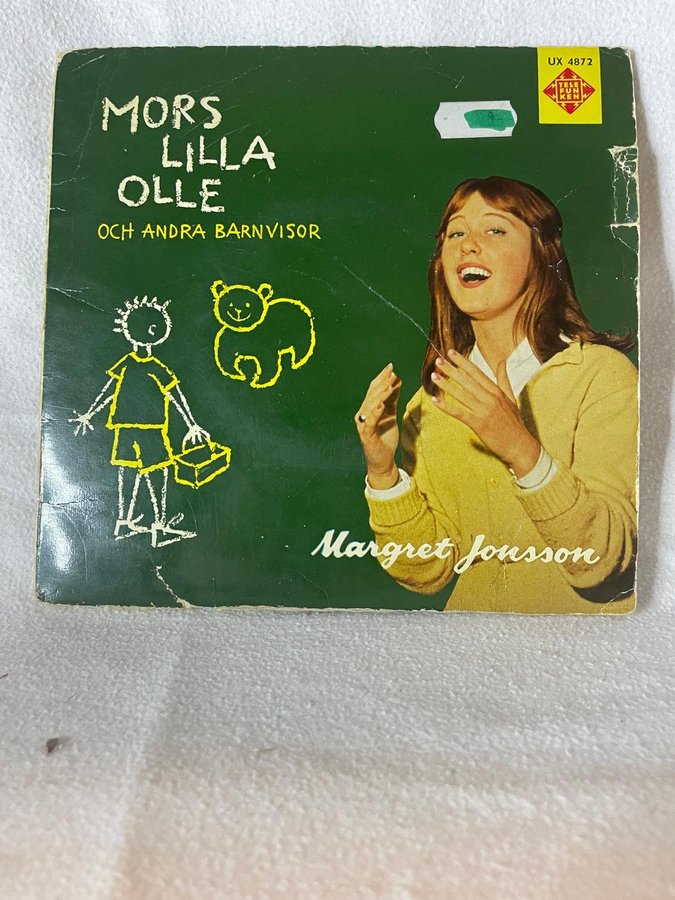 MORS
LILLA
OLLE
OCH ANDRA BARNVISOR
UX 4872
TELE
FUN
KEN
Margret Jonsson